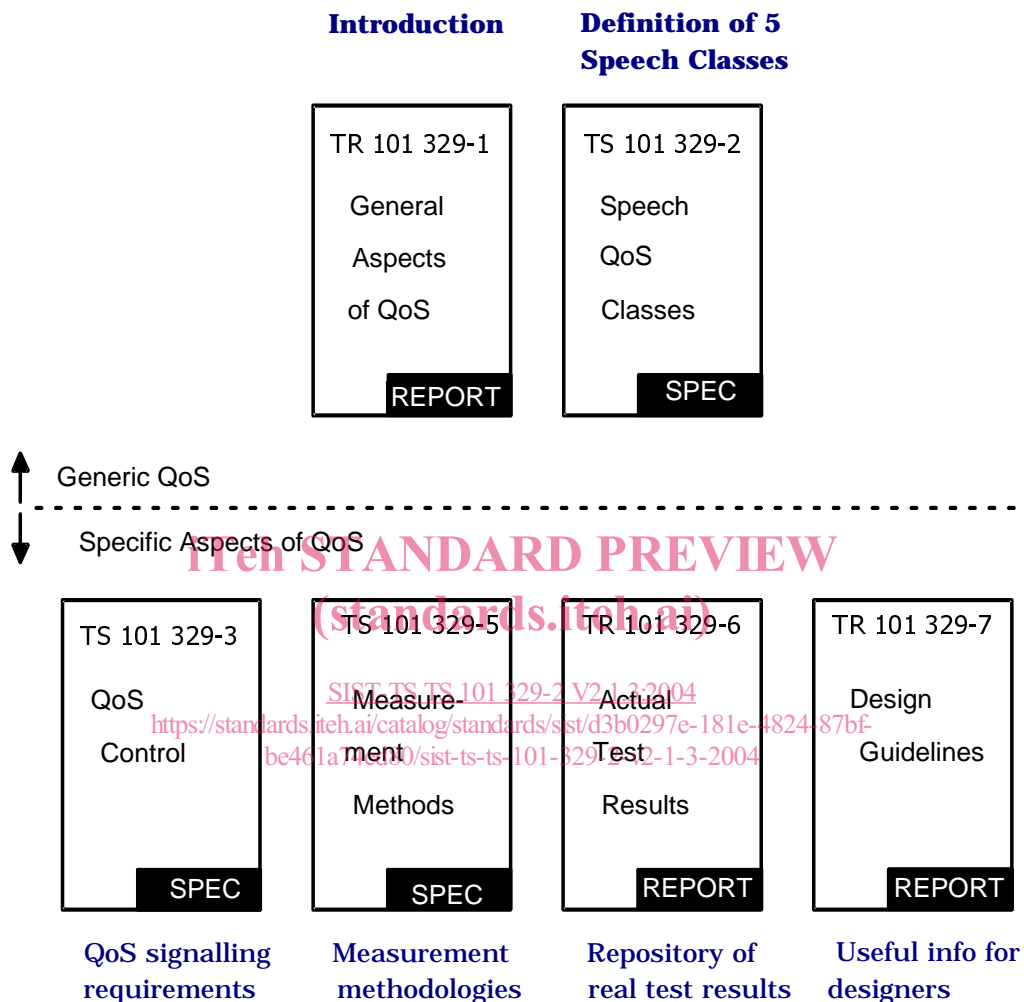 Introduction
Definition of 5
Speech Classes
TR 101 329-1
General
Aspects
of QoS
REPORT
TS 101 329-2
Speech
QoS
Classes
SPEC
Generic QoS
Specific Aspects of QoS
iTeh STANDARD PREVIEW
(standards.iteh.ai)
SIST-TS TS 101 329-2 V2.1.3:2004
https://standards.iteh.ai/catalog/standards/sist/d3b0297e-181e-4824-87bf-
be461a74ed80/sist-ts-ts-101-329-2-v2-1-3-2004
TS 101 329-3
QoS
Control
SPEC
QoS signalling
requirements
TS 101 329-5
Measure-
ment
Methods
SPEC
Measurement
methodologies
TR 101 329-6
Actual
Test
Results
REPORT
Repository of
real test results
TR 101 329-7
Design
Guidelines
REPORT
Useful info for
designers